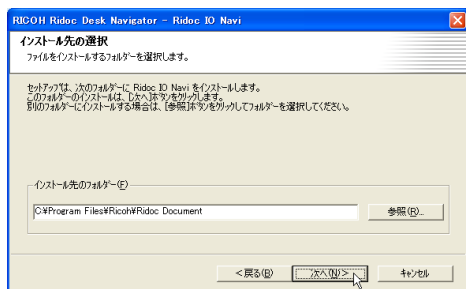 RICOH Ridoc Desk Navigator - Ridoc IO Navi
インストール先の選択
ファイルをインストールするフォルダーを選択します。
セットアップは、次のフォルダーに Ridoc IO Navi をインストールします。
このフォルダーへのインストールは、[次へ]ボタンをクリックします。
別のフォルダーにインストールする場合は、[参照]ボタンをクリックしてフォルダーを選択してください。
インストール先のフォルダー(F)
C:¥Program Files¥Ricoh¥Ridoc Document
参照(R)...
<戻る(B)
次へ(N)>
キャンセル